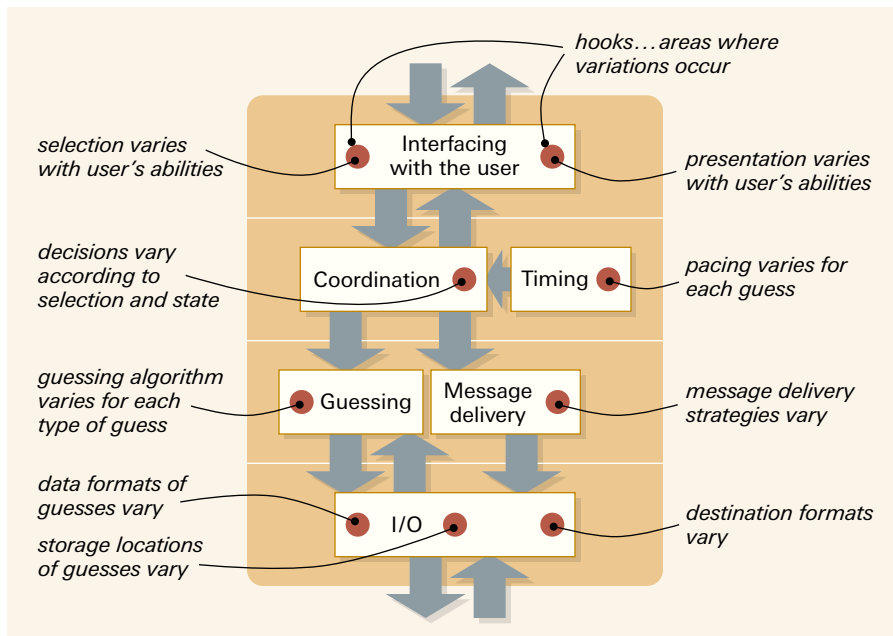 hooks…areas where
variations occur
selection varies
with user's abilities
Interfacing
with the user
presentation varies
with user's abilities
decisions vary
according to
selection and state
Coordination
Timing
pacing varies for
each guess
guessing algorithm
varies for each
type of guess
Guessing
Message
delivery
message delivery
strategies vary
data formats of
guesses vary
storage locations
of guesses vary
I/O
destination formats
vary